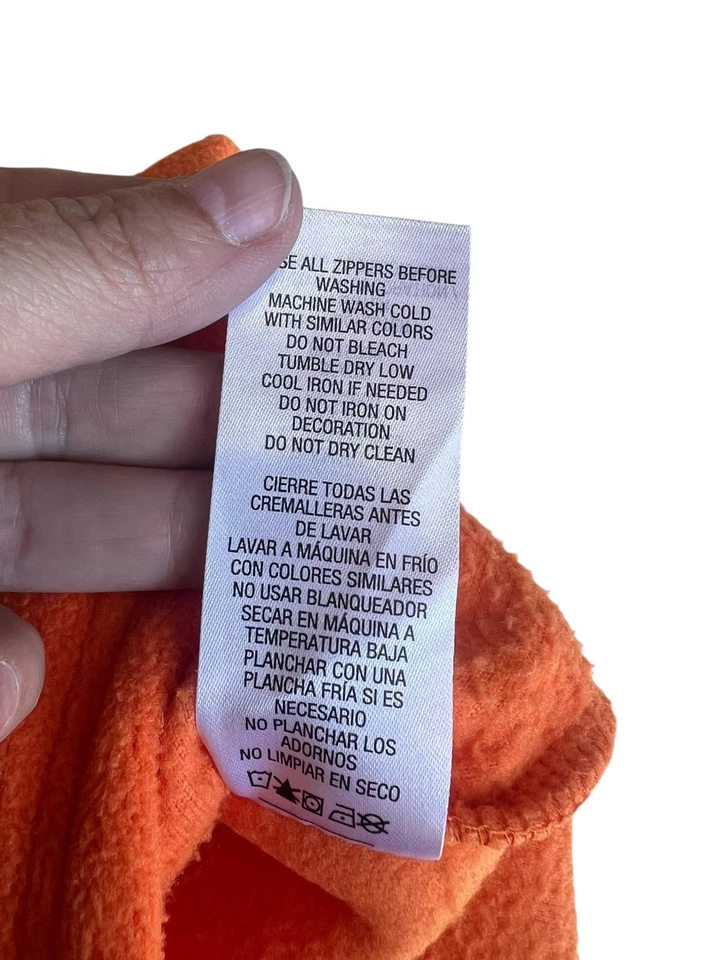 ALL ZIPPERS BEFORE
WASHING
MACHINE WASH COLD
WITH SIMILAR COLORS
DO NOT BLEACH
TUMBLE DRY LOW
COOL IRON IF NEEDED
DO NOT IRON ON
DECORATION
DO NOT DRY CLEAN
CIERRE TODAS LAS
CREMALLERAS ANTES
DE LAVAR
LAVAR A MÁQUINA EN FRÍO
CON COLORES SIMILARES
NO USAR BLANQUEADOR
SECAR EN MÁQUINA A
TEMPERATURA BAJA
PLANCHAR CON UNA
PLANCHA FRÍA SI ES
NECESARIO
NO PLANCHAR LOS
ADORNOS
NO LIMPIAR EN SECO